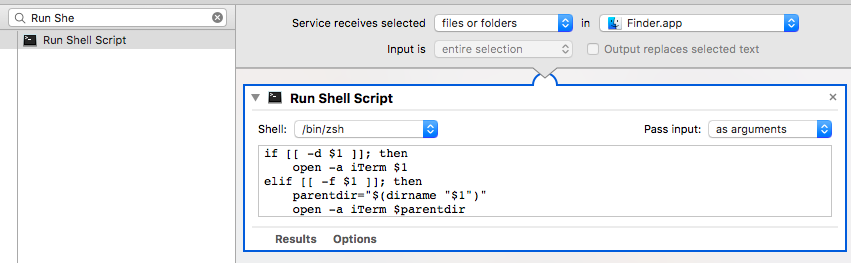 Run She
Run Shell Script
Service receives selected files or folders in Finder.app
Input is entire selection Output replaces selected text
Run Shell Script
Shell: /bin/zsh Pass input: as arguments
if [[ -d $1 ]]; then
    open -a iTerm $1
elif [[ -f $1 ]]; then
    parentdir="$(dirname "$1")"
    open -a iTerm $parentdir
Results Options